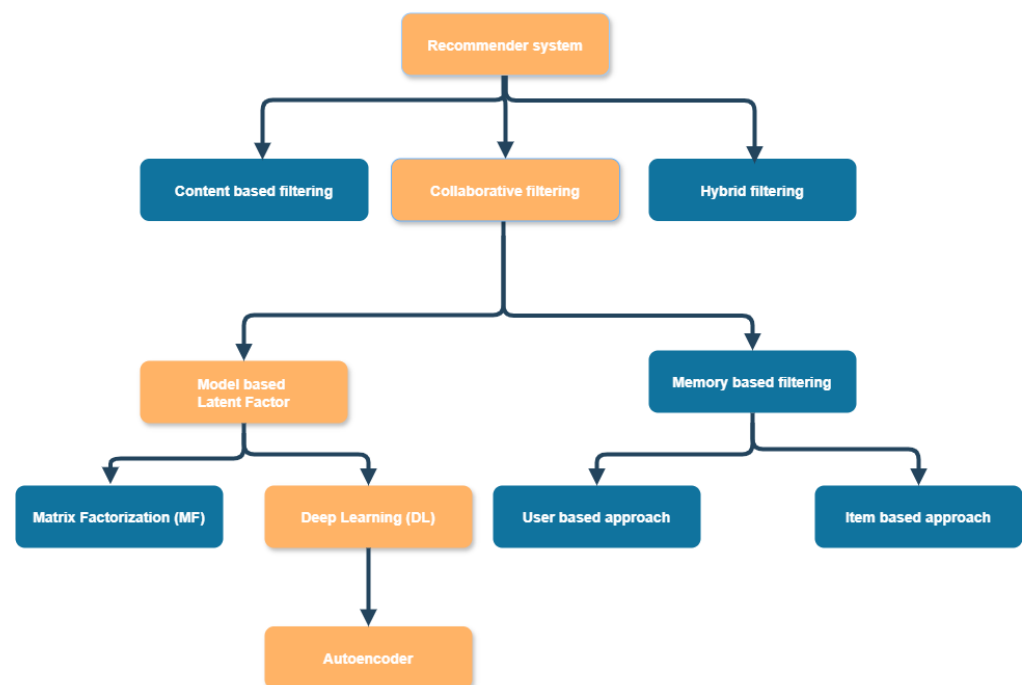 Recommender system
Content based filtering
Collaborative filtering
Hybrid filtering
Model based
Latent Factor
Memory based filtering
Matrix Factorization (MF)
Deep Learning (DL)
User based approach
Item based approach
Autoencoder